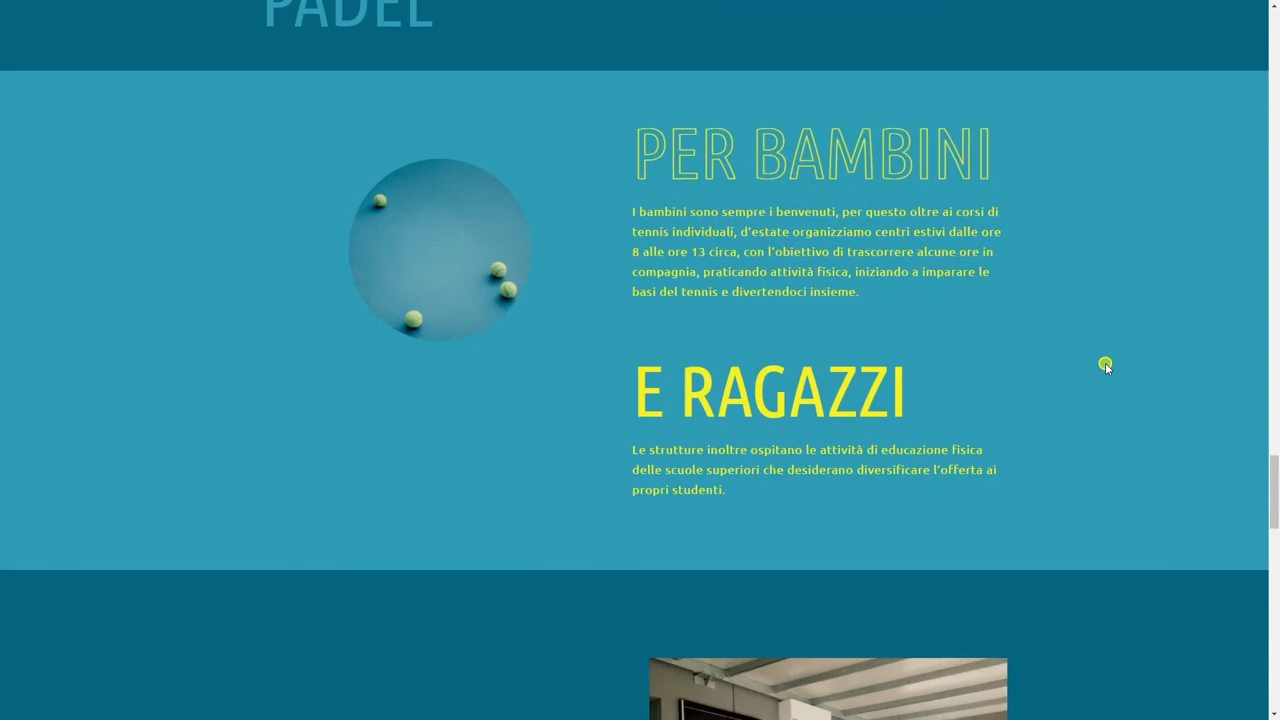 PADEL
PER BAMBINI
I bambini sono sempre i benvenuti, per questo oltre ai corsi di
tennis individuali, d’estate organizziamo centri estivi dalle ore
8 alle ore 13 circa, con l’obiettivo di trascorrere alcune ore in
compagnia, praticando attività fisica, iniziando a imparare le
basi del tennis e divertendoci insieme.
E RAGAZZI
Le strutture inoltre ospitano le attività di educazione fisica
delle scuole superiori che desiderano diversificare l’offerta ai
propri studenti.